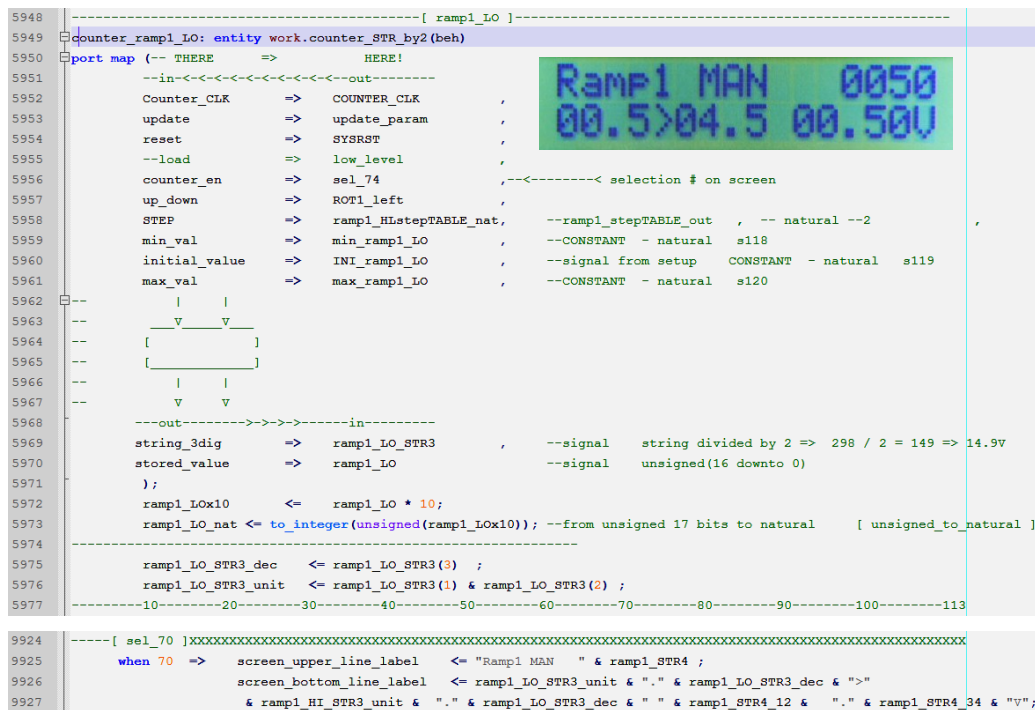 5948 --------------------------------------------[ ramp1_LO ]-------------------------------------------------------
5949 counter_ramp1_LO: entity work.counter_STR_by2(beh)
5950 port map (-- THERE => HERE!
5951 --in-<-<-<-<-<-<-<-<-<-<--out--------
5952 Counter_CLK => COUNTER_CLK ,
5953 update => update_param ,
5954 reset => SYSRST ,
5955 --load => low_level ,
5956 counter_en => sel_74 ,--<--------< selection # on screen
5957 up_down => ROT1_left ,
5958 STEP => ramp1_HLstepTABLE_nat, --ramp1_stepTABLE_out , -- natural --2 ,
5959 min_val => min_ramp1_LO , --CONSTANT - natural s118
5960 initial_value => INI_ramp1_LO , --signal from setup CONSTANT - natural s119
5961 max_val => max_ramp1_LO , --CONSTANT - natural s120
5962 -- | |
5963 -- ___V_____V___
5964 -- [ ]
5965 -- [_____________]
5966 -- | |
5967 -- V V
5968 ---out-------->->->->------in---------
5969 string_3dig => ramp1_LO_STR3 , --signal string divided by 2 => 298 / 2 = 149 => 14.9V
5970 stored_value => ramp1_LO --signal unsigned(16 downto 0)
5971 );
5972 ramp1_LOx10 <= ramp1_LO * 10;
5973 ramp1_LO_nat <= to_integer(unsigned(ramp1_LOx10)); --from unsigned 17 bits to natural [ unsigned_to_natural ]
5974 ----------------------------------------------------------------
5975 ramp1_LO_STR3_dec <= ramp1_LO_STR3(3) ;
5976 ramp1_LO_STR3_unit <= ramp1_LO_STR3(1) & ramp1_LO_STR3(2) ;
5977 ---------10--------20--------30--------40--------50--------60--------70--------80--------90--------100--------113
Ramp1 MAN 0050
00.5>04.5 00.50V
9924 -----[ sel_70 ]XXXXXXXXXXXXXXXXXXXXXXXXXXXXXXXXXXXXXXXXXXXXXXXXXXXXXXXXXXXXXXXXXXXXXXXXXXXXXXXXXXXXXXXXXXXXXXXXXX
9925 when 70 => screen_upper_line_label <= "Ramp1 MAN " & ramp1_STR4 ;
9926 screen_bottom_line_label <= ramp1_LO_STR3_unit & "." & ramp1_LO_STR3_dec & ">"
9927 & ramp1_HI_STR3_unit & "." & ramp1_LO_STR3_dec & " " & ramp1_STR4_12 & "." & ramp1_STR4_34 & "V";